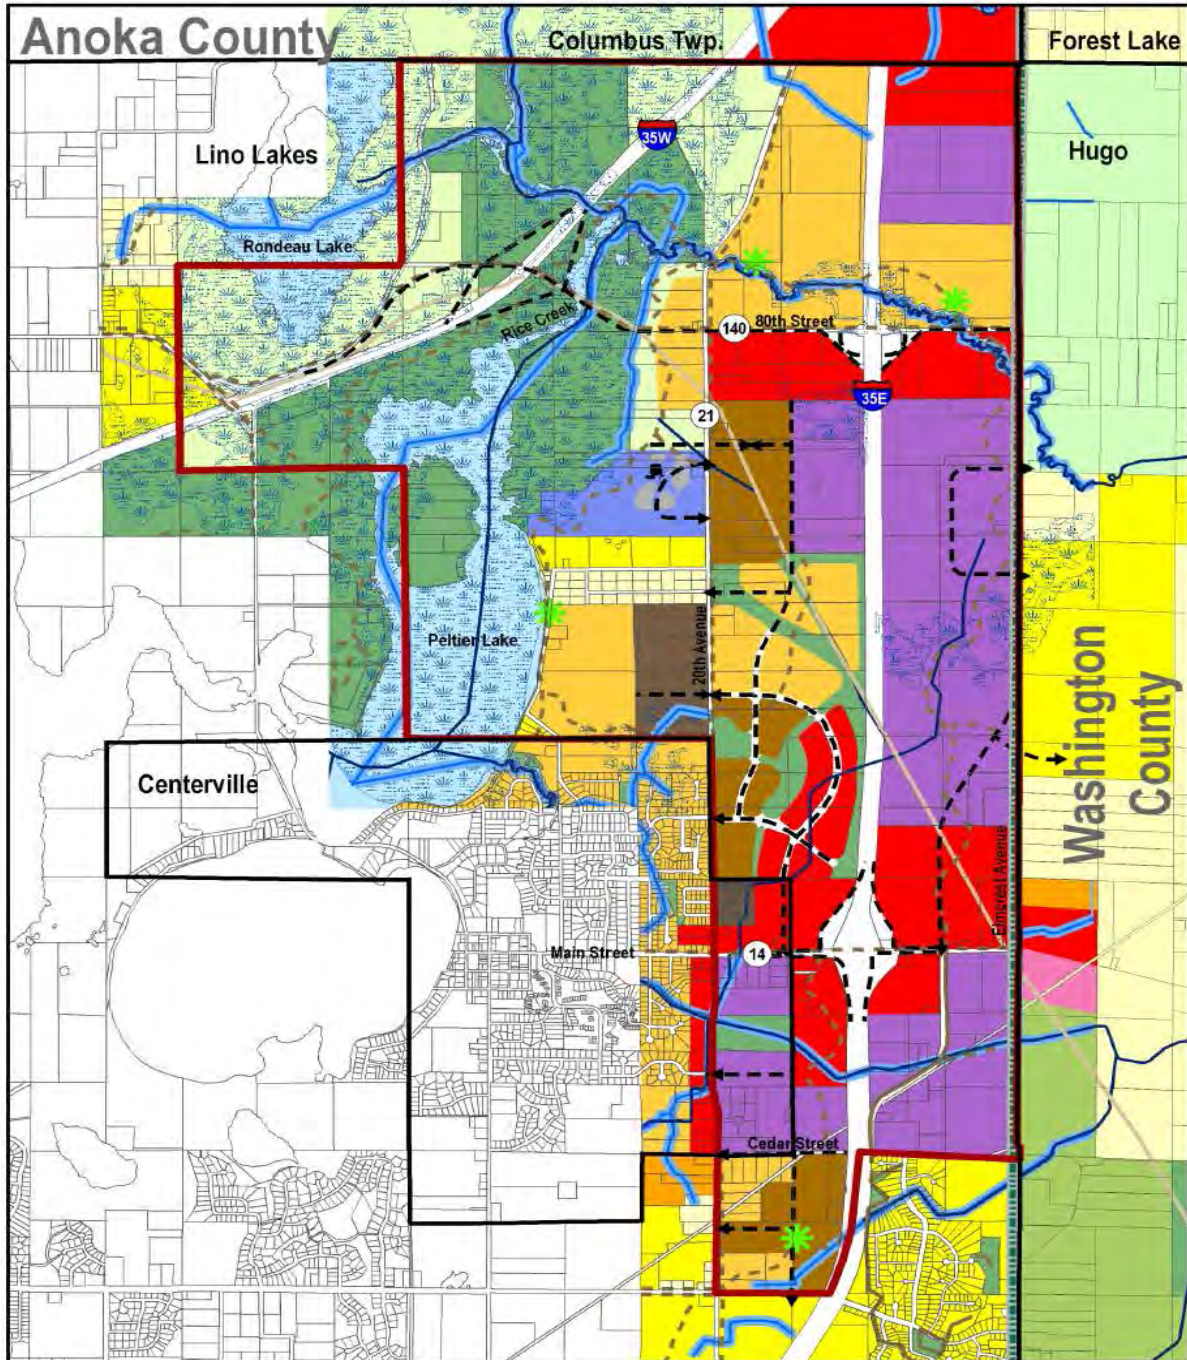 Anoka County
Columbus Twp.
Forest Lake
35W
Lino Lakes
Hugo
Rondeau Lake
Rice Creek
140
80th Street
35E
21
20th Avenue
Peltier Lake
Washington
County
Centerville
Elmcrest Avenue
Main Street
14
Cedar Street